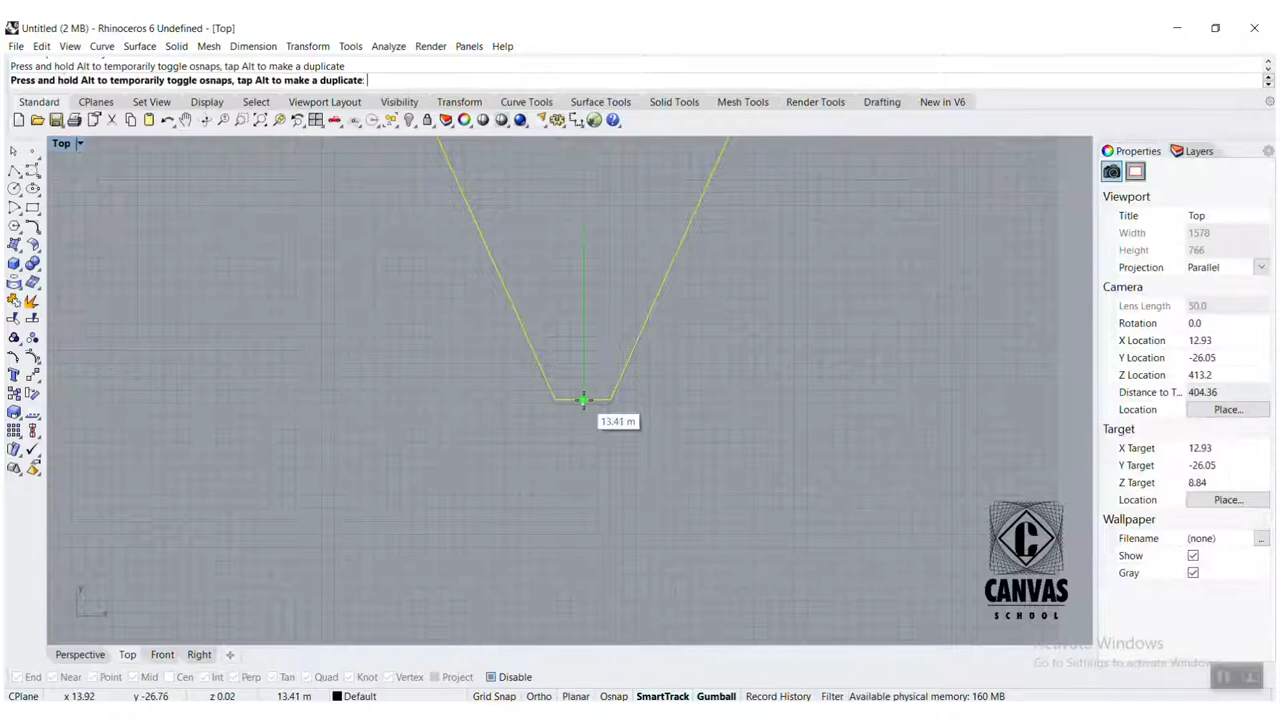 Untitled (2 MB) - Rhinoceros 6 Undefined - [Top]
File Edit View Curve Surface Solid Mesh Dimension Transform Tools Analyze Render Panels Help
Press and hold Alt to temporarily toggle osnaps, tap Alt to make a duplicate
Press and hold Alt to temporarily toggle osnaps, tap Alt to make a duplicate:
Standard CPlanes Set View Display Select Viewport Layout Visibility Transform Curve Tools Surface Tools Solid Tools Mesh Tools Render Tools Drafting New in V6
Top
Properties Layers
Viewport
Title Top
Width 1578
Height 766
Projection Parallel
Camera
Lens Length 50.0
Rotation 0.0
X Location 12.93
Y Location -26.05
Z Location 413.2
Distance to T... 404.36
Location Place...
Target
X Target 12.93
Y Target -26.05
Z Target 8.84
Location Place...
Wallpaper
Filename (none) ...
Show
Gray
13.41 m
C
CANVAS
SCHOOL
Activate Windows
Go to Settings to activate Windows.
y
x
Perspective Top Front Right
End Near Point Mid Cen Int Perp Tan Quad Knot Vertex Project Disable
CPlane x 13.92 y -26.76 z 0.02 13.41 m Default Grid Snap Ortho Planar Osnap SmartTrack Gumball Record History Filter Available physical memory: 160 MB